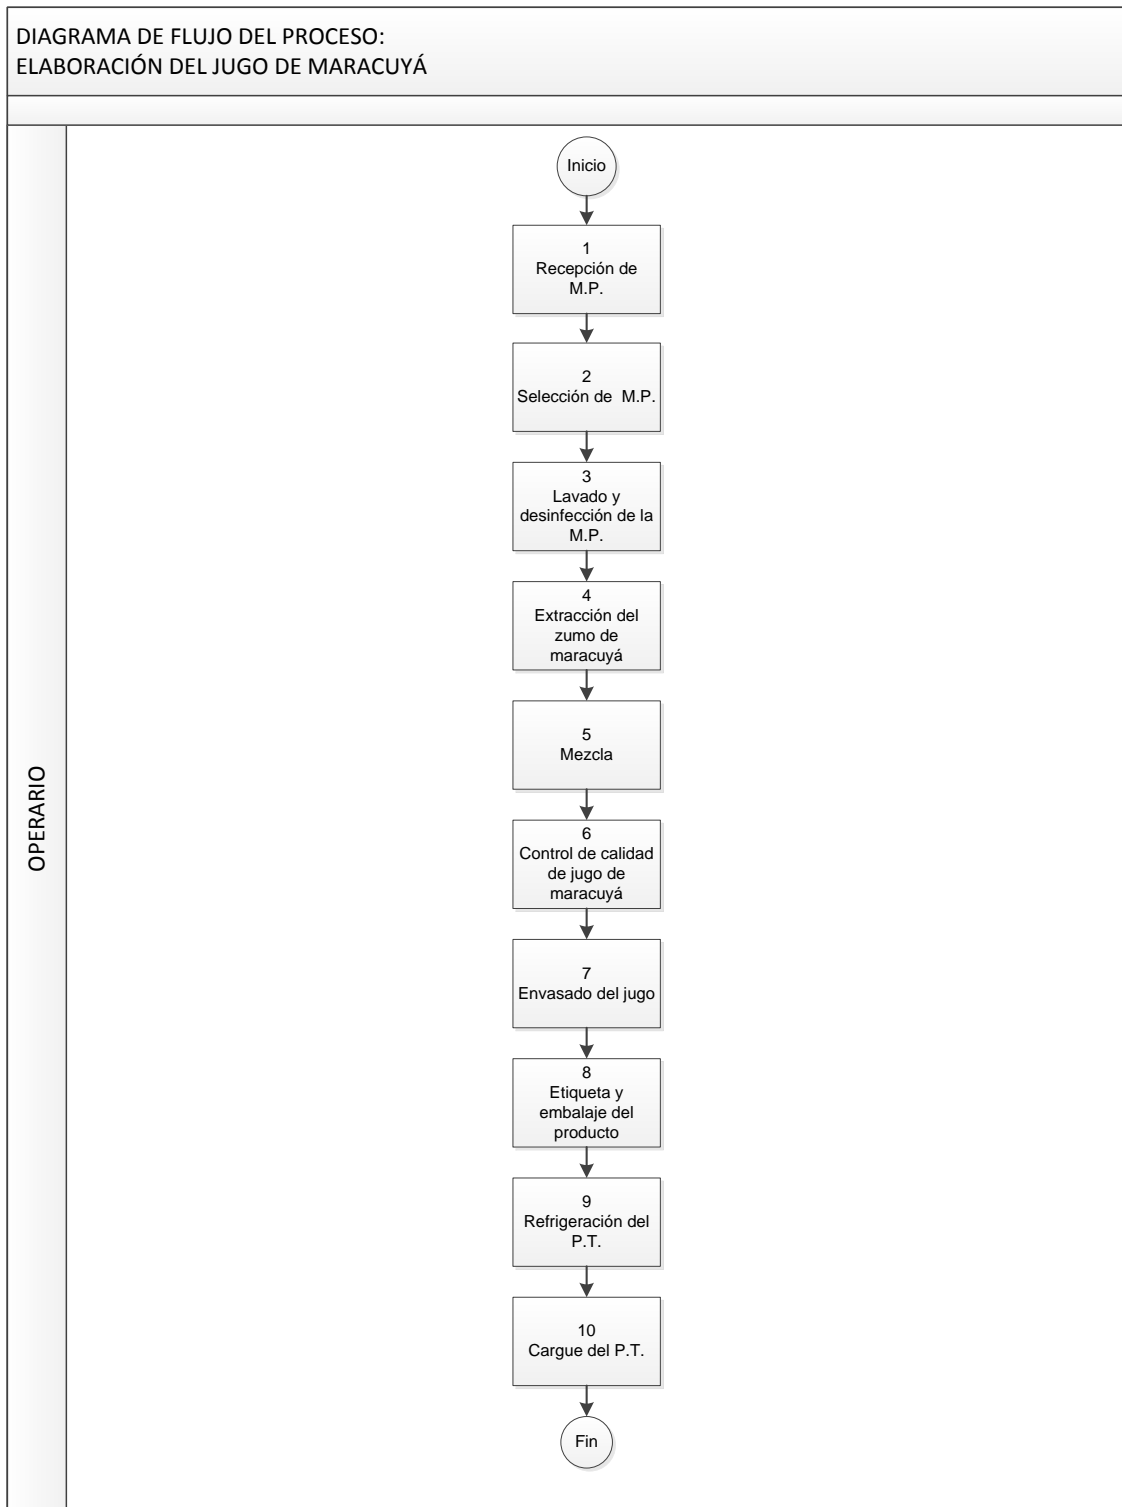 DIAGRAMA DE FLUJO DEL PROCESO:
ELABORACIÓN DEL JUGO DE MARACUYÁ
OPERARIO
Inicio
1
Recepción de
M.P.
2
Selección de M.P.
3
Lavado y
desinfección de la
M.P.
4
Extracción del
zumo de
maracuyá
5
Mezcla
6
Control de calidad
de jugo de
maracuyá
7
Envasado del jugo
8
Etiqueta y
embalaje del
producto
9
Refrigeración del
P.T.
10
Cargue del P.T.
Fin